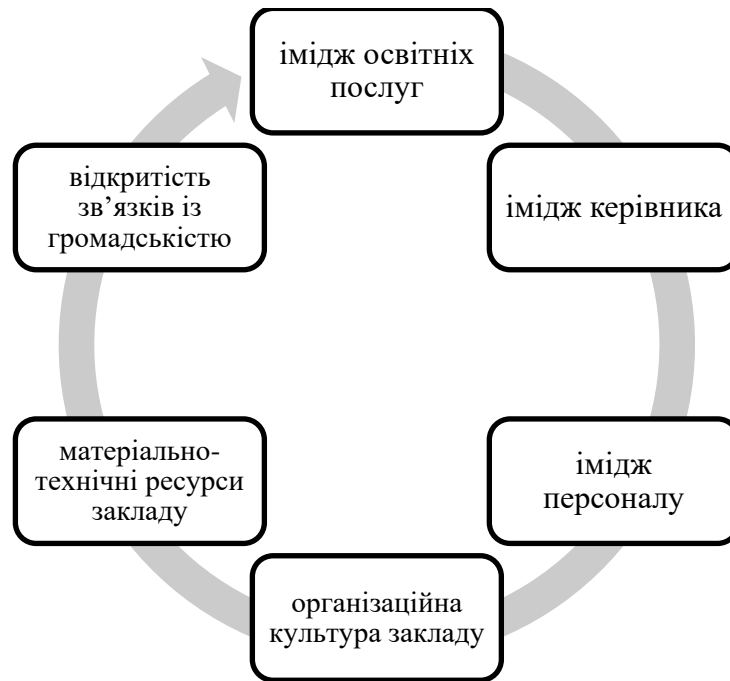 імідж освітніх
послуг
імідж керівника
імідж
персоналу
організаційна
культура закладу
матеріально-
технічні ресурси
закладу
відкритість
зв’язків із
громадськістю